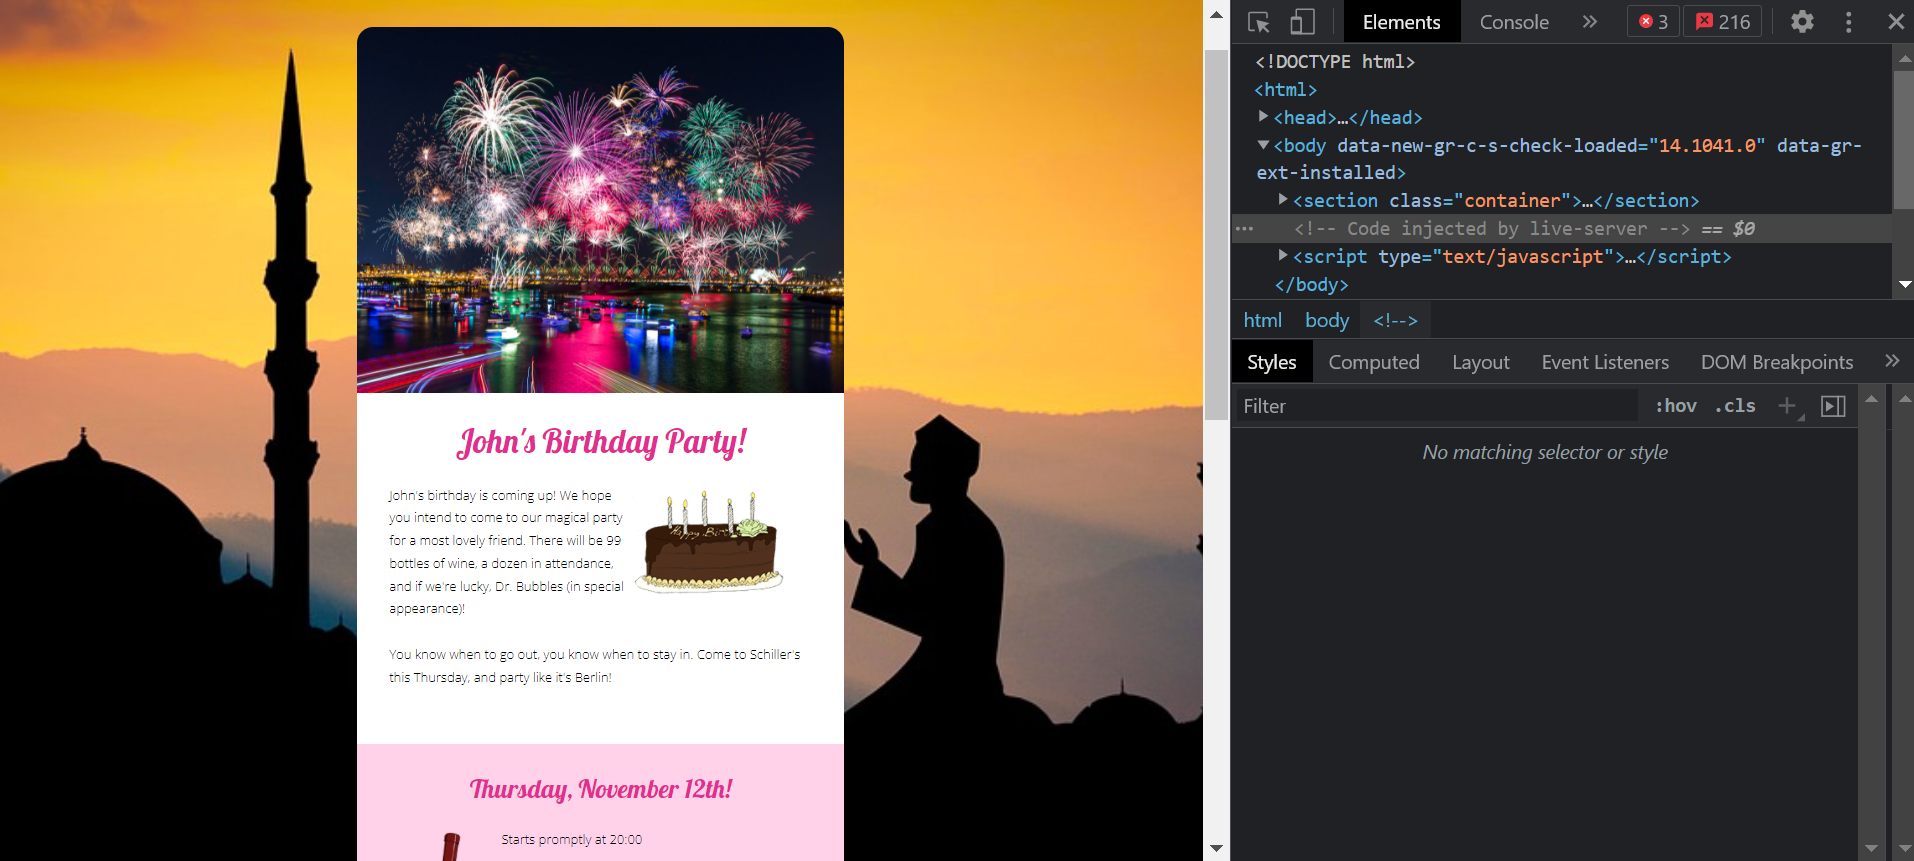 John's Birthday Party!
John's birthday is coming up! We hope
you intend to come to our magical party
for a most lovely friend. There will be 99
bottles of wine, a dozen in attendance,
and if we're lucky, Dr. Bubbles (in special
appearance)!
Happy Birt
You know when to go out, you know when to stay in. Come to Schiller's
this Thursday, and party like it's Berlin!
Thursday, November 12th!
Starts promptly at 20:00
Elements Console » 3 216
<!DOCTYPE html>
<html>
<head>…</head>
<body data-new-gr-c-s-check-loaded="14.1041.0" data-gr-
ext-installed>
<section class="container">…</section>
<!-- Code injected by live-server --> == $0
<script type="text/javascript">…</script>
</body>
html body <!-->
Styles Computed Layout Event Listeners DOM Breakpoints »
Filter :hov .cls
No matching selector or style